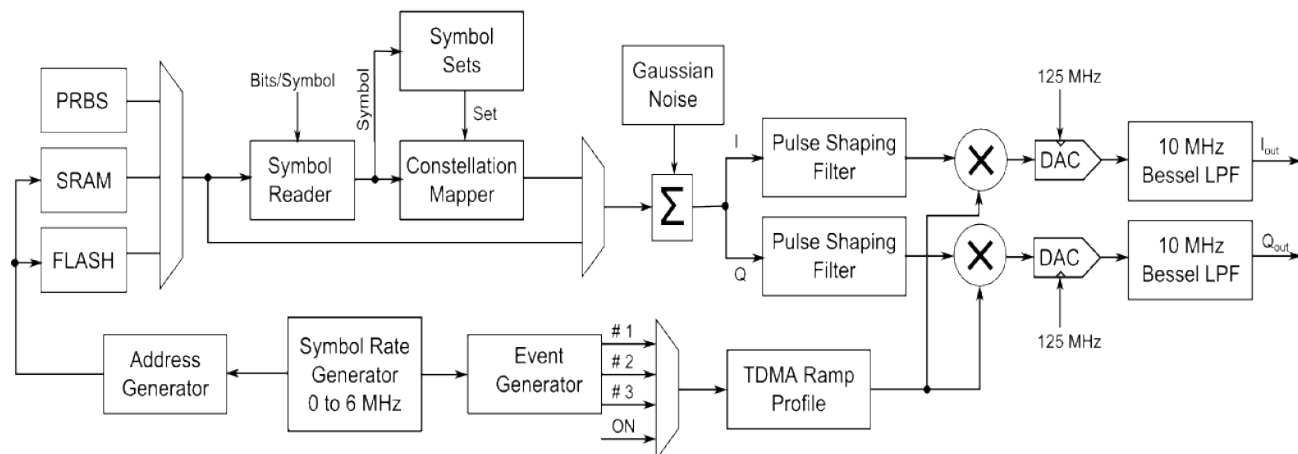 Symbol
Sets
Gaussian
Noise
125 MHz
Bits/Symbol
Symbol
Set
PRBS
SRAM
FLASH
Symbol
Reader
Constellation
Mapper
Σ
I
Q
Pulse Shaping
Filter
Pulse Shaping
Filter
X
X
DAC
DAC
10 MHz
Bessel LPF
10 MHz
Bessel LPF
Iout
Qout
125 MHz
Address
Generator
Symbol Rate
Generator
0 to 6 MHz
Event
Generator
# 1
# 2
# 3
ON
TDMA Ramp
Profile